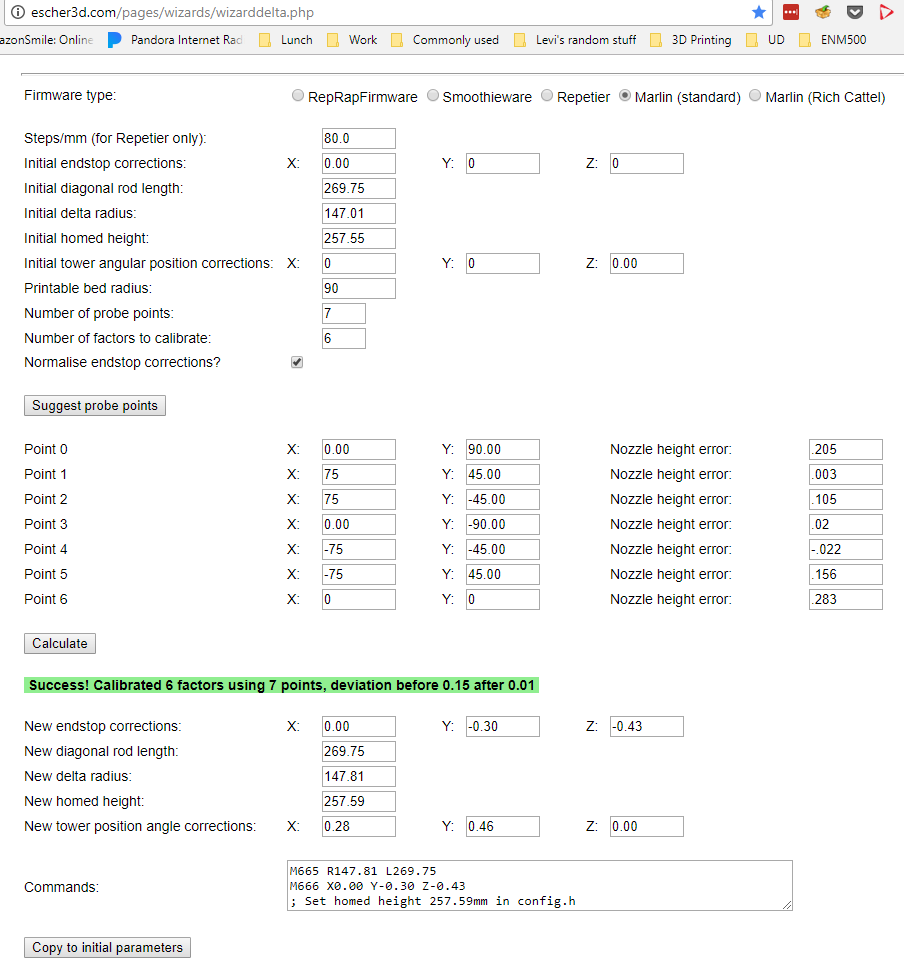 escher3d.com/pages/wizards/wizarddelta.php
azonSmile: Online Pandora Internet Rad Lunch Work Commonly used Levi's random stuff 3D Printing UD ENM500
Firmware type: RepRapFirmware Smoothieware Repetier Marlin (standard) Marlin (Rich Cattel)
Steps/mm (for Repetier only): 80.0
Initial endstop corrections: X: 0.00 Y: 0 Z: 0
Initial diagonal rod length: 269.75
Initial delta radius: 147.01
Initial homed height: 257.55
Initial tower angular position corrections: X: 0 Y: 0 Z: 0.00
Printable bed radius: 90
Number of probe points: 7
Number of factors to calibrate: 6
Normalise endstop corrections?
Suggest probe points
Point 0 X: 0.00 Y: 90.00 Nozzle height error: .205
Point 1 X: 75 Y: 45.00 Nozzle height error: .003
Point 2 X: 75 Y: -45.00 Nozzle height error: .105
Point 3 X: 0.00 Y: -90.00 Nozzle height error: .02
Point 4 X: -75 Y: -45.00 Nozzle height error: -.022
Point 5 X: -75 Y: 45.00 Nozzle height error: .156
Point 6 X: 0 Y: 0 Nozzle height error: .283
Calculate
Success! Calibrated 6 factors using 7 points, deviation before 0.15 after 0.01
New endstop corrections: X: 0.00 Y: -0.30 Z: -0.43
New diagonal rod length: 269.75
New delta radius: 147.81
New homed height: 257.59
New tower position angle corrections: X: 0.28 Y: 0.46 Z: 0.00
Commands:
M665 R147.81 L269.75
M666 X0.00 Y-0.30 Z-0.43
; Set homed height 257.59mm in config.h
Copy to initial parameters